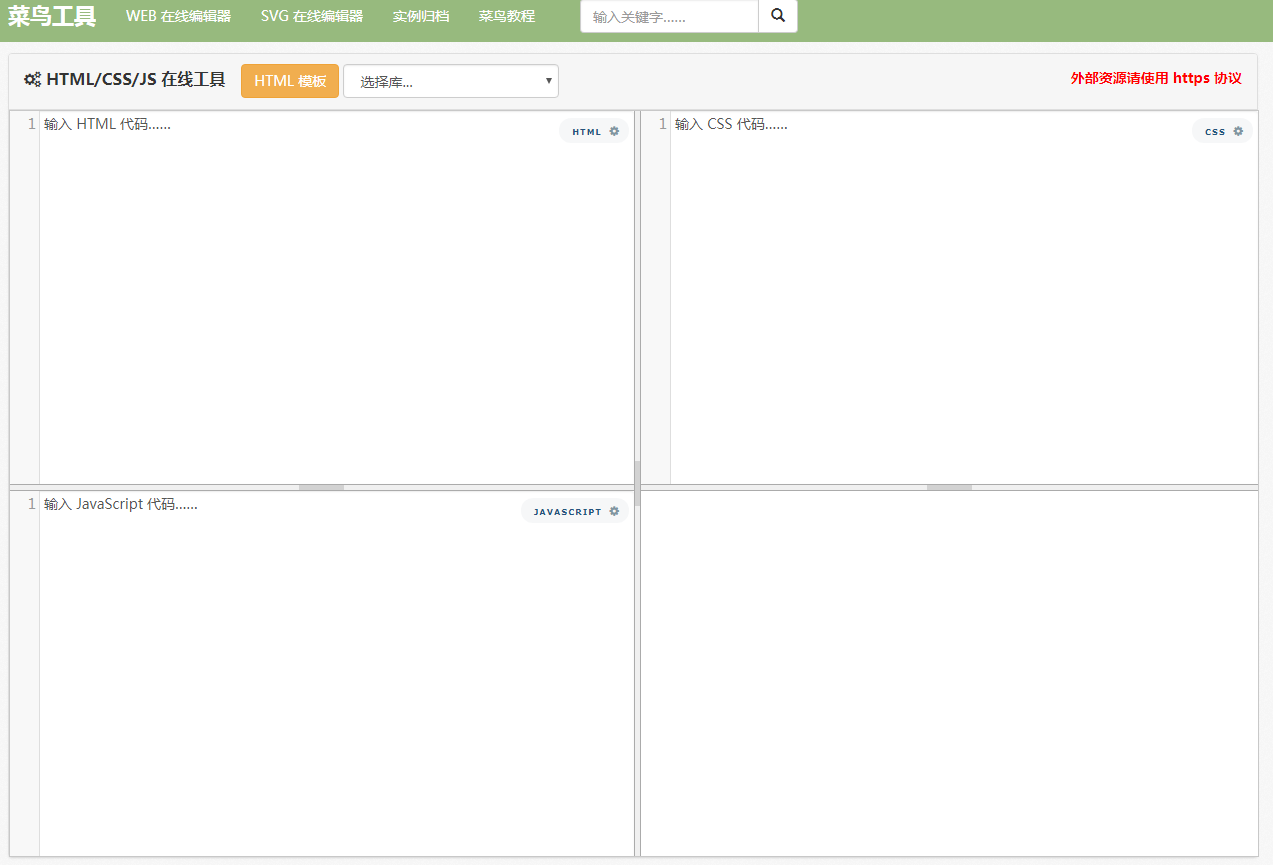 菜鸟工具 WEB 在线编辑器 SVG 在线编辑器 实例归档 菜鸟教程 输入关键字......
HTML/CSS/JS 在线工具 HTML 模板 选择库... 外部资源请使用 https 协议
1 输入 HTML 代码...... HTML
1 输入 CSS 代码...... CSS
1 输入 JavaScript 代码...... JAVASCRIPT